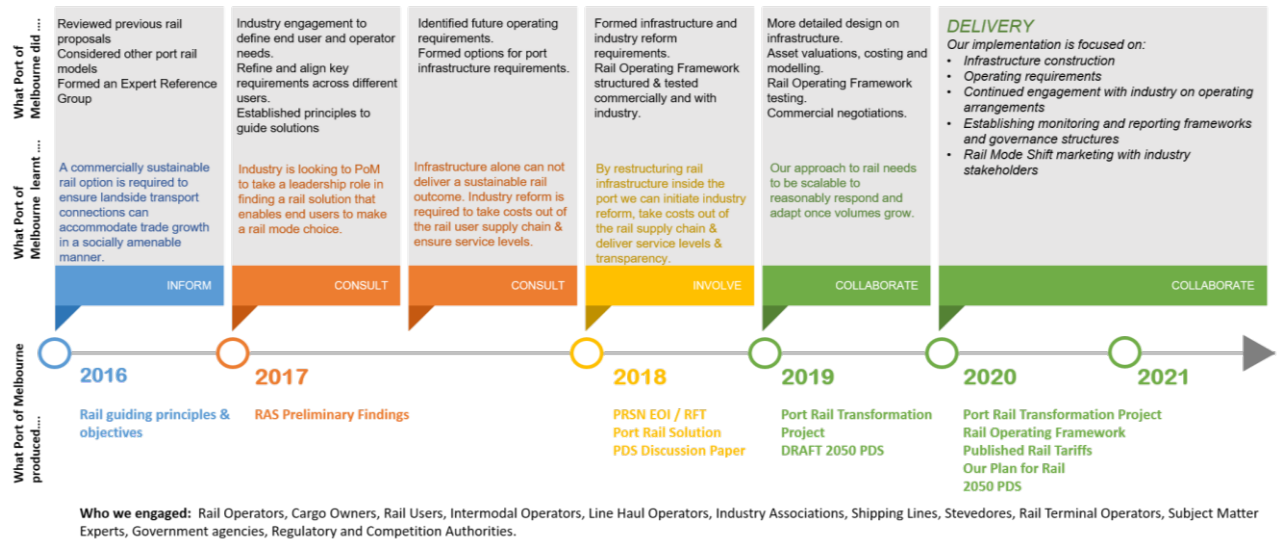 What Port of
Melbourne did ....
Reviewed previous rail
proposals
Considered other port rail
models
Formed an Expert Reference
Group
Industry engagement to
define end user and operator
needs.
Refine and align key
requirements across different
users.
Established principles to
guide solutions
Identified future operating
requirements.
Formed options for port
infrastructure requirements.
Formed infrastructure and
industry reform
requirements.
Rail Operating Framework
structured & tested
commercially and with
industry.
More detailed design on
infrastructure.
Asset valuations, costing and
modelling.
Rail Operating Framework
testing.
Commercial negotiations.
DELIVERY
Our implementation is focused on:
• Infrastructure construction
• Operating requirements
• Continued engagement with industry on operating
arrangements
• Establishing monitoring and reporting frameworks
and governance structures
• Rail Mode Shift marketing with industry
stakeholders
What Port of
Melbourne learnt ....
A commercially sustainable
rail option is required to
ensure landside transport
connections can
accommodate trade growth
in a socially amenable
manner.
Industry is looking to PoM
to take a leadership role in
finding a rail solution that
enables end users to make
a rail mode choice.
Infrastructure alone can not
deliver a sustainable rail
outcome. Industry reform is
required to take costs out of
the rail user supply chain &
ensure service levels.
By restructuring rail
infrastructure inside the
port we can initiate industry
reform, take costs out of
the rail supply chain &
deliver service levels &
transparency.
Our approach to rail needs
to be scalable to
reasonably respond and
adapt once volumes grow.
INFORM
CONSULT
CONSULT
INVOLVE
COLLABORATE
COLLABORATE
What Port of Melbourne
produced....
2016
Rail guiding principles &
objectives
2017
RAS Preliminary Findings
2018
PRSN EOI / RFT
Port Rail Solution
PDS Discussion Paper
2019
Port Rail Transformation
Project
DRAFT 2050 PDS
2020
Port Rail Transformation Project
Rail Operating Framework
Published Rail Tariffs
Our Plan for Rail
2050 PDS
2021
Who we engaged: Rail Operators, Cargo Owners, Rail Users, Intermodal Operators, Line Haul Operators, Industry Associations, Shipping Lines, Stevedores, Rail Terminal Operators, Subject Matter
Experts, Government agencies, Regulatory and Competition Authorities.